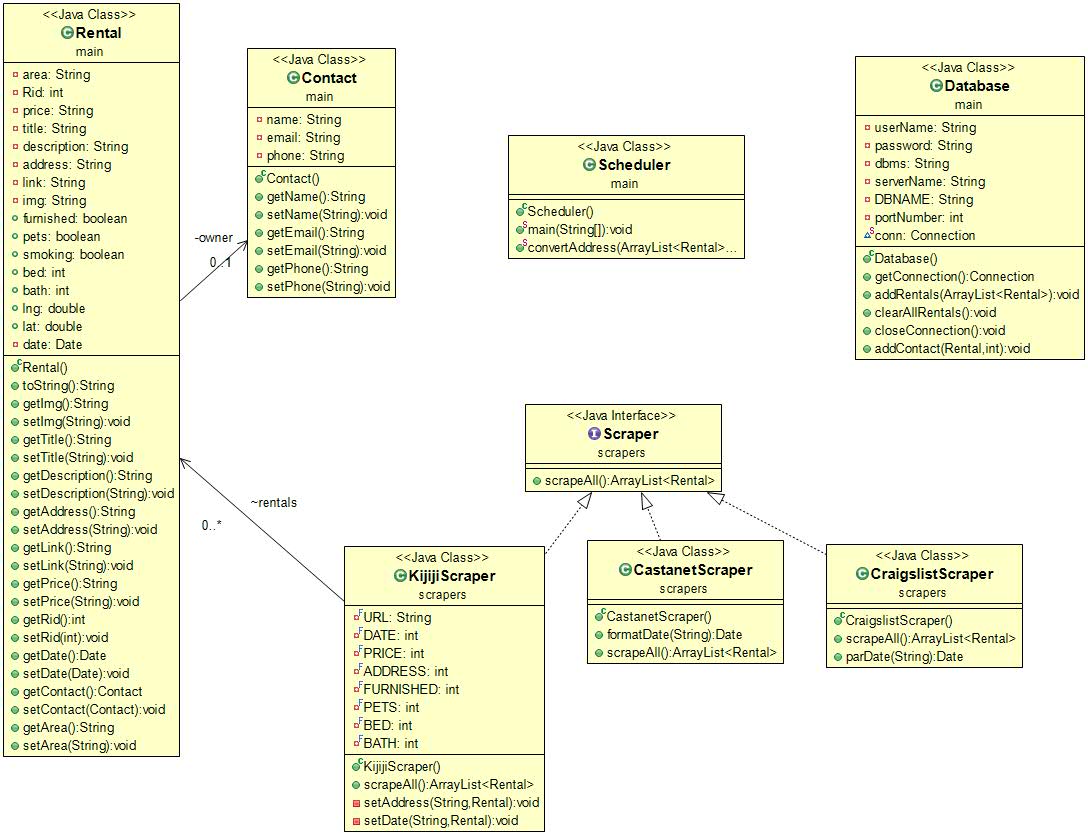 <<Java Class>>
Rental
main
area: String
Rid: int
price: String
title: String
description: String
address: String
link: String
img: String
furnished: boolean
pets: boolean
smoking: boolean
bed: int
bath: int
lng: double
lat: double
date: Date
Rental()
toString():String
getImg():String
setImg(String):void
getTitle():String
setTitle(String):void
getDescription():String
setDescription(String):void
getAddress():String
setAddress(String):void
getLink():String
setLink(String):void
getPrice():String
setPrice(String):void
getRid():int
setRid(int):void
getDate():Date
setDate(Date):void
getContact():Contact
setContact(Contact):void
getArea():String
setArea(String):void
-owner
0..1
<<Java Class>>
Contact
main
name: String
email: String
phone: String
Contact()
getName():String
setName(String):void
getEmail():String
setEmail(String):void
getPhone():String
setPhone(String):void
<<Java Class>>
Scheduler
main
Scheduler()
main(String[]):void
convertAddress(ArrayList<Rental>...
<<Java Class>>
Database
main
userName: String
password: String
dbms: String
serverName: String
DBNAME: String
portNumber: int
conn: Connection
Database()
getConnection():Connection
addRentals(ArrayList<Rental>):void
clearAllRentals():void
closeConnection():void
addContact(Rental,int):void
<<Java Interface>>
Scraper
scrapers
scrapeAll():ArrayList<Rental>
~rentals
0..*
<<Java Class>>
KijijiScraper
scrapers
URL: String
DATE: int
PRICE: int
ADDRESS: int
FURNISHED: int
PETS: int
BED: int
BATH: int
KijijiScraper()
scrapeAll():ArrayList<Rental>
setAddress(String,Rental):void
setDate(String,Rental):void
<<Java Class>>
CastanetScraper
scrapers
CastanetScraper()
formatDate(String):Date
scrapeAll():ArrayList<Rental>
<<Java Class>>
CraigslistScraper
scrapers
CraigslistScraper()
scrapeAll():ArrayList<Rental>
parDate(String):Date